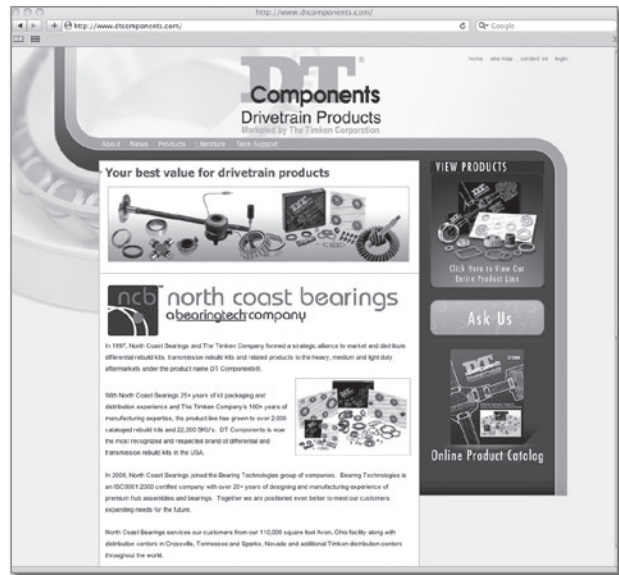 http://www.dtcomponents.com/
http://www.dtcomponents.com/
Google
home site map contact us login
DT®
Components
Drivetrain Products
Marketed by The Timken Corporation
About News Products Literature Tech Support
Your best value for drivetrain products
VIEW PRODUCTS
Click Here to View Our
Entire Product Line
ncb™ north coast bearings
a bearingtech company
Ask Us
In 1997, North Coast Bearings and The Timken Company formed a strategic alliance to market and distribute
differential rebuild kits, transmission rebuild kits and related products to the heavy, medium and light duty
aftermarkets under the product name DT Components®.
With North Coast Bearings 25+ years of kit packaging and
distribution experience and The Timken Company's 100+ years of
manufacturing expertise, the product line has grown to over 2,000
cataloged rebuild kits and 22,300 SKU's. DT Components is now
the most recognized and respected brand of differential and
transmission rebuild kits in the USA.
Online Product Catalog
In 2008, North Coast Bearings joined the Bearing Technologies group of companies. Bearing Technologies is
an ISO9001:2000 certified company with over 20+ years of designing and manufacturing experience of
premium hub assemblies and bearings. Together we are positioned even better to meet our customers
expanding needs for the future.
North Coast Bearings services our customers from our 110,000 square foot Avon, Ohio facility along with
distribution centers in Crossville, Tennessee and Sparks, Nevada and additional Timken distribution centers
throughout the world.